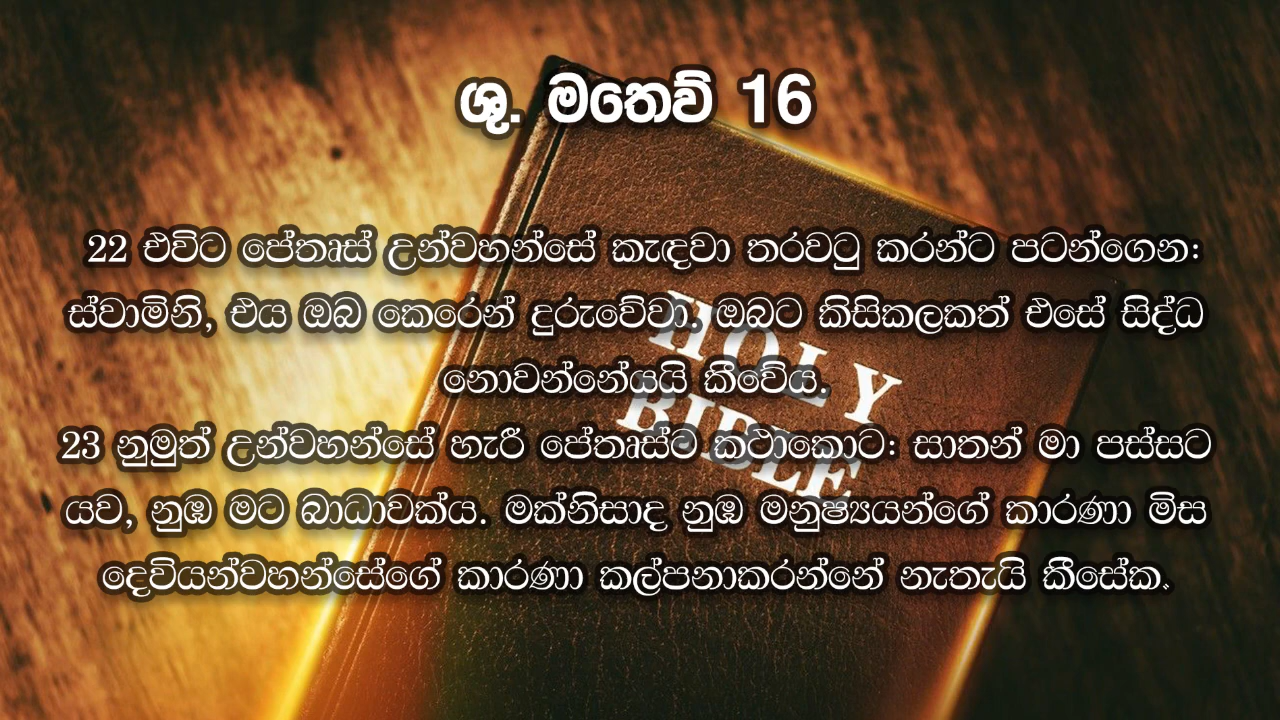 ශු. මතෙව් 16
22 එවිට පේතෘස් උන්වහන්සේ කැඳවා තරවටු කරන්ට පටන්ගෙන:
ස්වාමිනි, එය ඔබ කෙරෙන් දුරුවේවා. ඔබට කිසිකලකත් එසේ සිද්ධ
නොවන්නේයයි කීවේය.
23 නුමුත් උන්වහන්සේ හැරී පේතෘස්ට කථාකොට: සාතන් මා පස්සට
යව, නුඹ මට බාධාවක්ය. මක්නිසාද නුඹ මනුෂ්‍යයන්ගේ කාරණා මිස
දෙවියන්වහන්සේගේ කාරණා කල්පනාකරන්නේ නැතැයි කීසේක.
HOLY
BIBLE